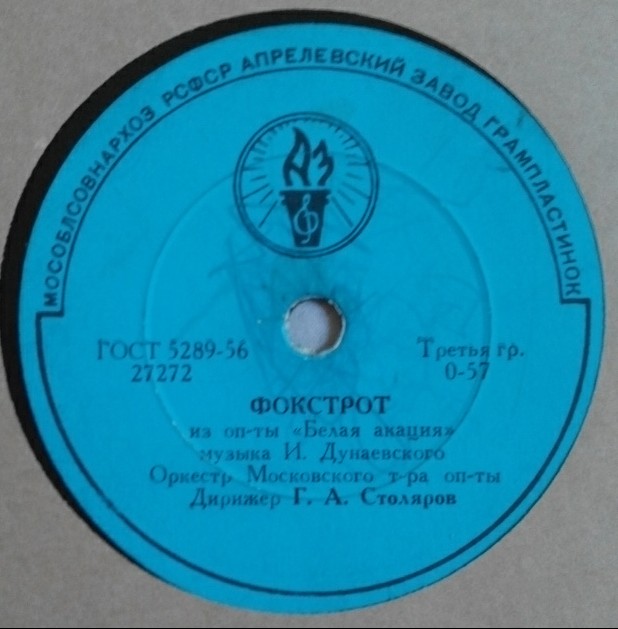 МОСОБЛСОВНАРХОЗ РСФСР АПРЕЛЕВСКИЙ ЗАВОД ГРАМПЛАСТИНОК
АЗ
ГОСТ 5289-56
27272
Третья гр.
0-57
ФОКСТРОТ
из оп-ты «Белая акация»
музыка И. Дунаевского
Оркестр Московского т-ра оп-ты
Дирижер Г. А. Столяров